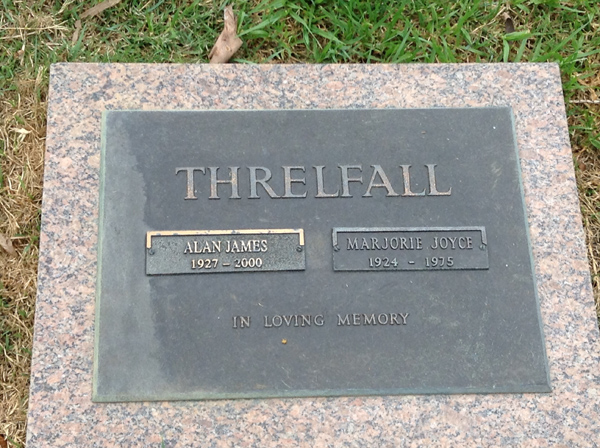 THRELFALL
ALAN JAMES
1927 - 2000
MARJORIE JOYCE
1924 - 1975
IN LOVING MEMORY